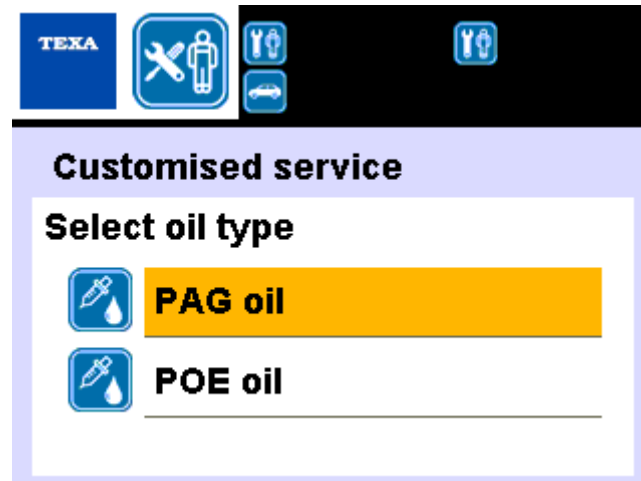 TEXA
Customised service
Select oil type
PAG oil
POE oil